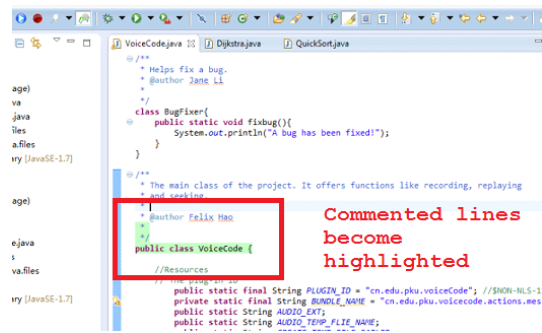 VoiceCode.java
Dijkstra.java
QuickSort.java
/**
* Helps fix a bug.
* @author Jane Li
*
*/
class BugFixer{
public static void fixbug(){
System.out.println("A bug has been fixed!");
}
}
age)
va
.java
iles
a.files
ary [JavaSE-1.7]
/**
* The main class of the project. It offers functions like recording, replaying
* and seeking.
*
* @author Felix Hao
*
*/
public class VoiceCode {
//Resources
// The plug-in ID
public static final String PLUGIN_ID = "cn.edu.pku.voiceCode"; //$NON-NLS-1
private static final String BUNDLE_NAME = "cn.edu.pku.voicecode.actions.mes
public static String AUDIO_EXT;
public static String AUDIO_TEMP_FLIE_NAME;
age)
e.java
s
va.files
ary [JavaSE-1.7]
Commented lines
become
highlighted